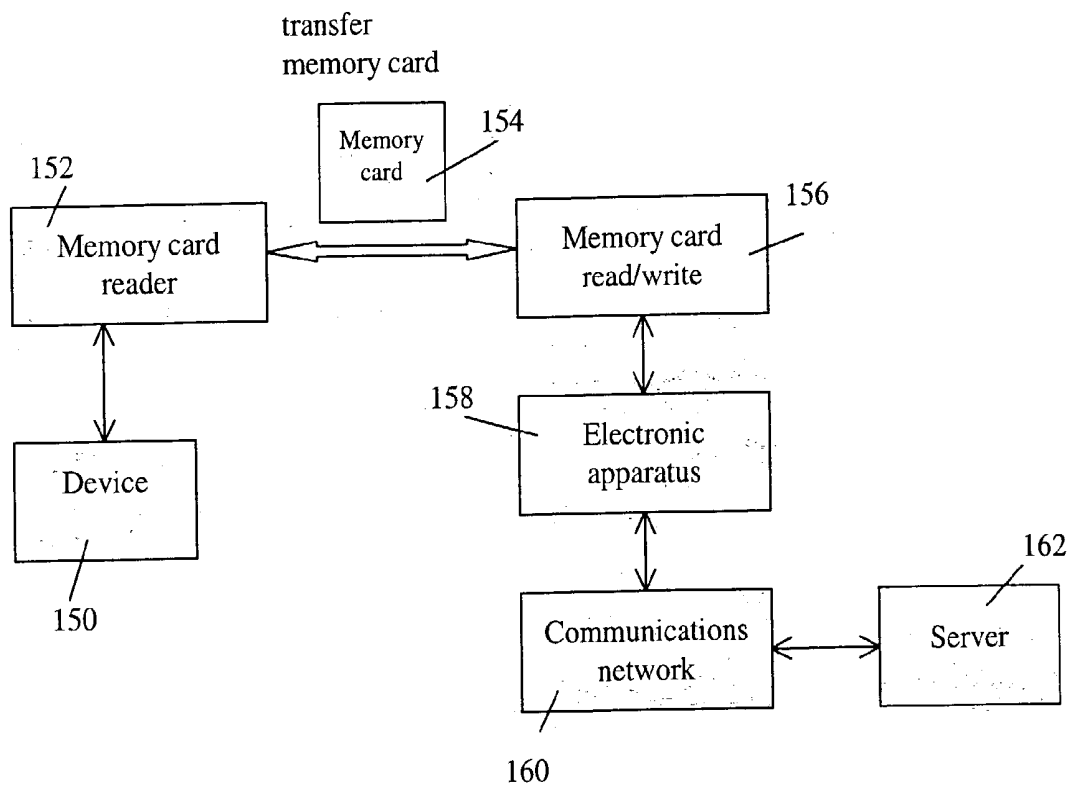 transfer
memory card
Memory
card
154
152
Memory card
reader
156
Memory card
read/write
158
Electronic
apparatus
Device
150
162
Communications
network
Server
160